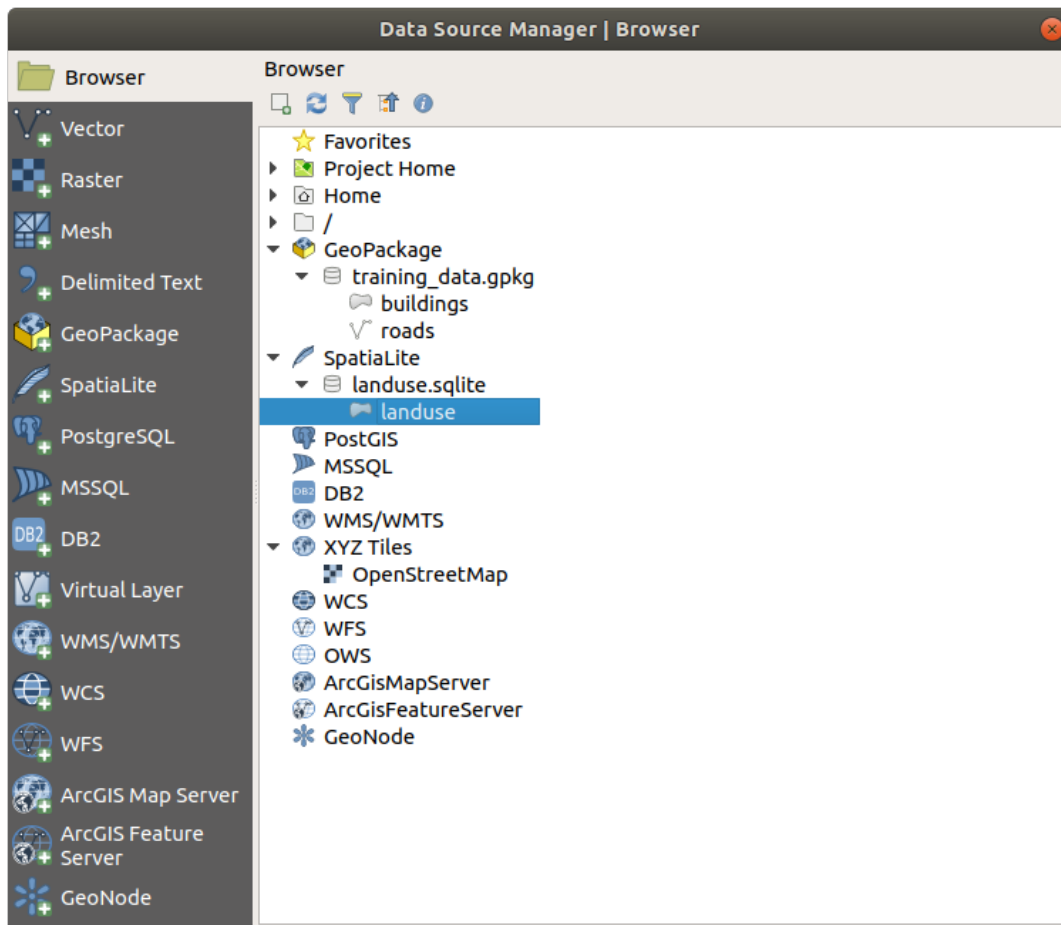 Data Source Manager | Browser
Browser
Vector
Raster
Mesh
Delimited Text
GeoPackage
SpatiaLite
PostgreSQL
MSSQL
DB2
DB2
Virtual Layer
WMS/WMTS
WCS
WFS
ArcGIS Map Server
ArcGIS Feature
Server
GeoNode
Browser
Favorites
Project Home
Home
/
GeoPackage
training_data.gpkg
buildings
roads
SpatiaLite
landuse.sqlite
landuse
PostGIS
MSSQL
DB2 DB2
WMS/WMTS
XYZ Tiles
OpenStreetMap
WCS
WFS
OWS
ArcGisMapServer
ArcGisFeatureServer
GeoNode